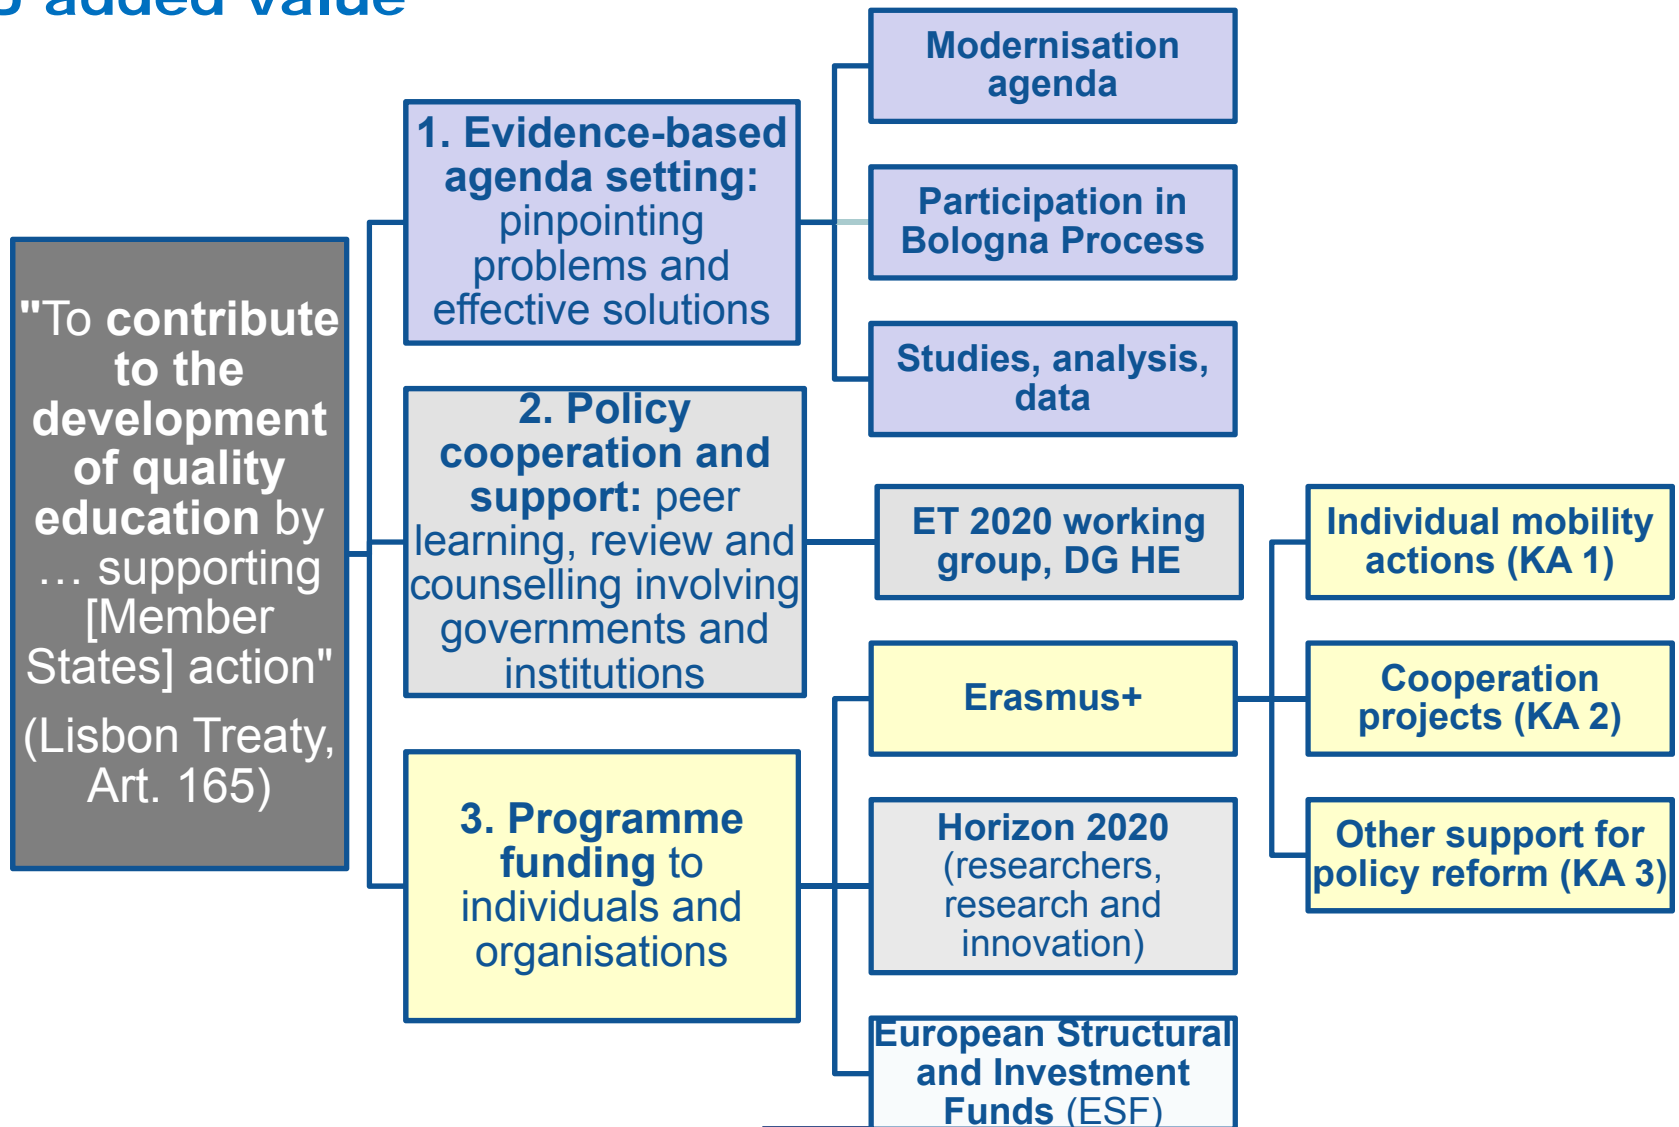 added value
"To contribute
to the
development
of quality
education by
… supporting
[Member
States] action"
(Lisbon Treaty,
Art. 165)
1. Evidence-based
agenda setting:
pinpointing
problems and
effective solutions
Modernisation
agenda
Participation in
Bologna Process
Studies, analysis,
data
2. Policy
cooperation and
support: peer
learning, review and
counselling involving
governments and
institutions
ET 2020 working
group, DG HE
3. Programme
funding to
individuals and
organisations
Erasmus+
Individual mobility
actions (KA 1)
Cooperation
projects (KA 2)
Other support for
policy reform (KA 3)
Horizon 2020
(researchers,
research and
innovation)
European Structural
and Investment
Funds (ESF)